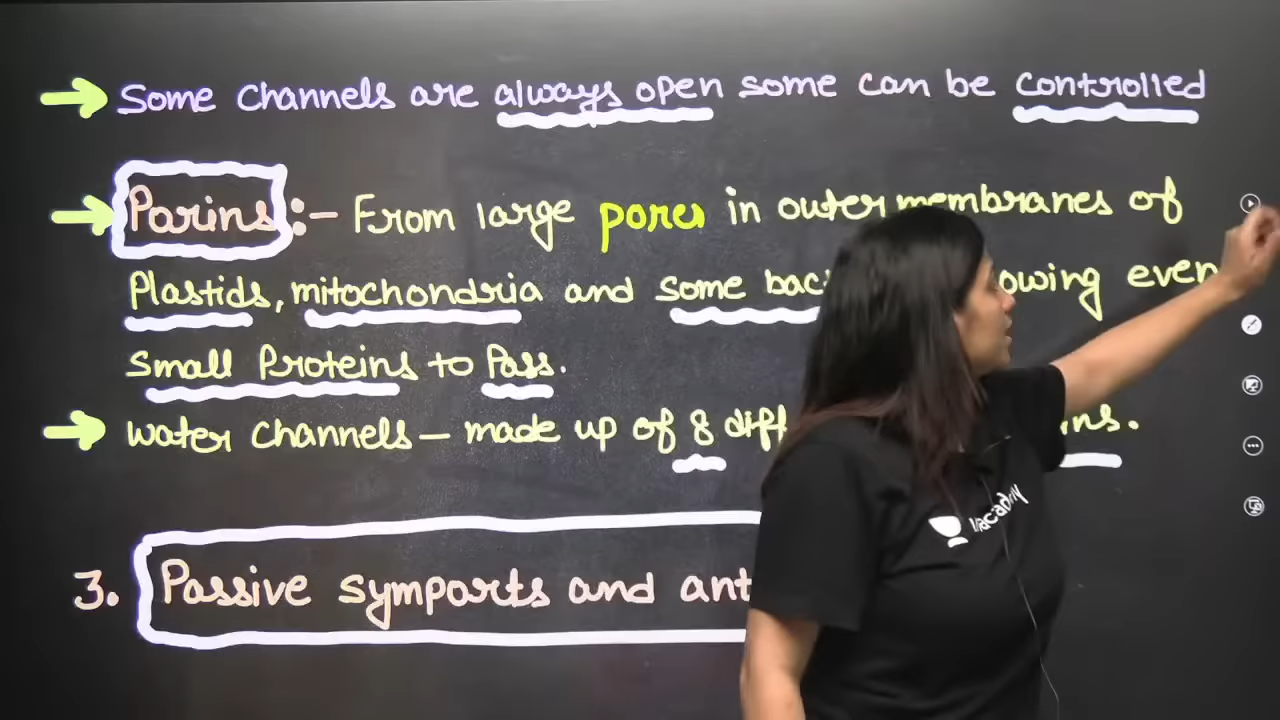 Some channels are always open some can be controlled
Porins :- From large pores in outer membranes of
Plastids, mitochondria and some bac owing even
Small Proteins to Pass.
water channels - made up of 8 diff ns.
3. Passive symports and ant
unacademy